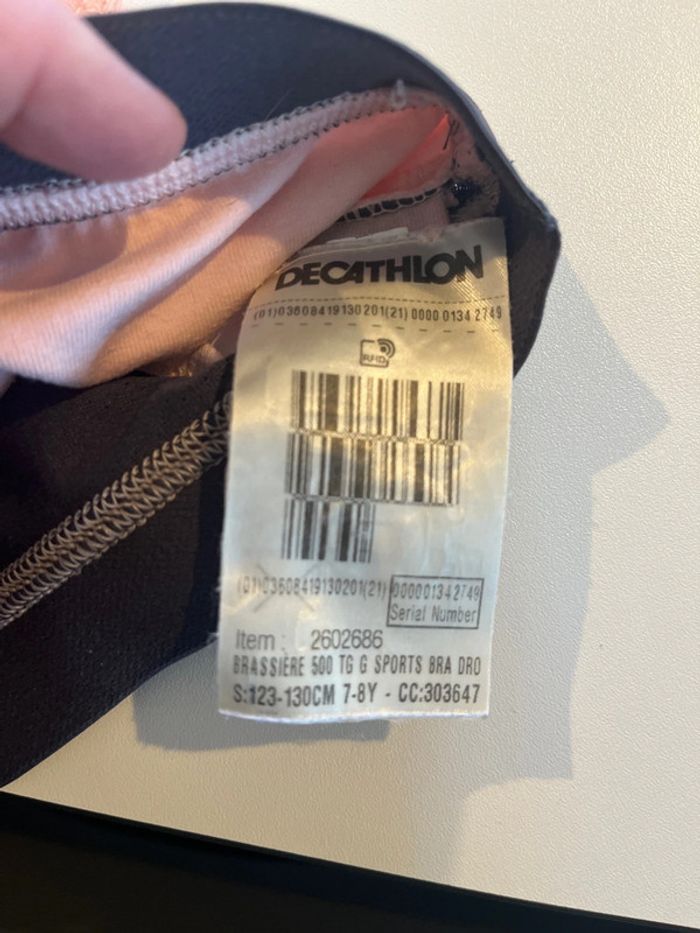 DECATHLON
(01)03608419130201(21) 0000 0134 2749
RFID
(01)03608419130201(21) 000001342749
Serial Number
Item : 2602686
BRASSIERE 500 TG G SPORTS BRA DRO
S:123-130CM 7-8Y - CC:303647